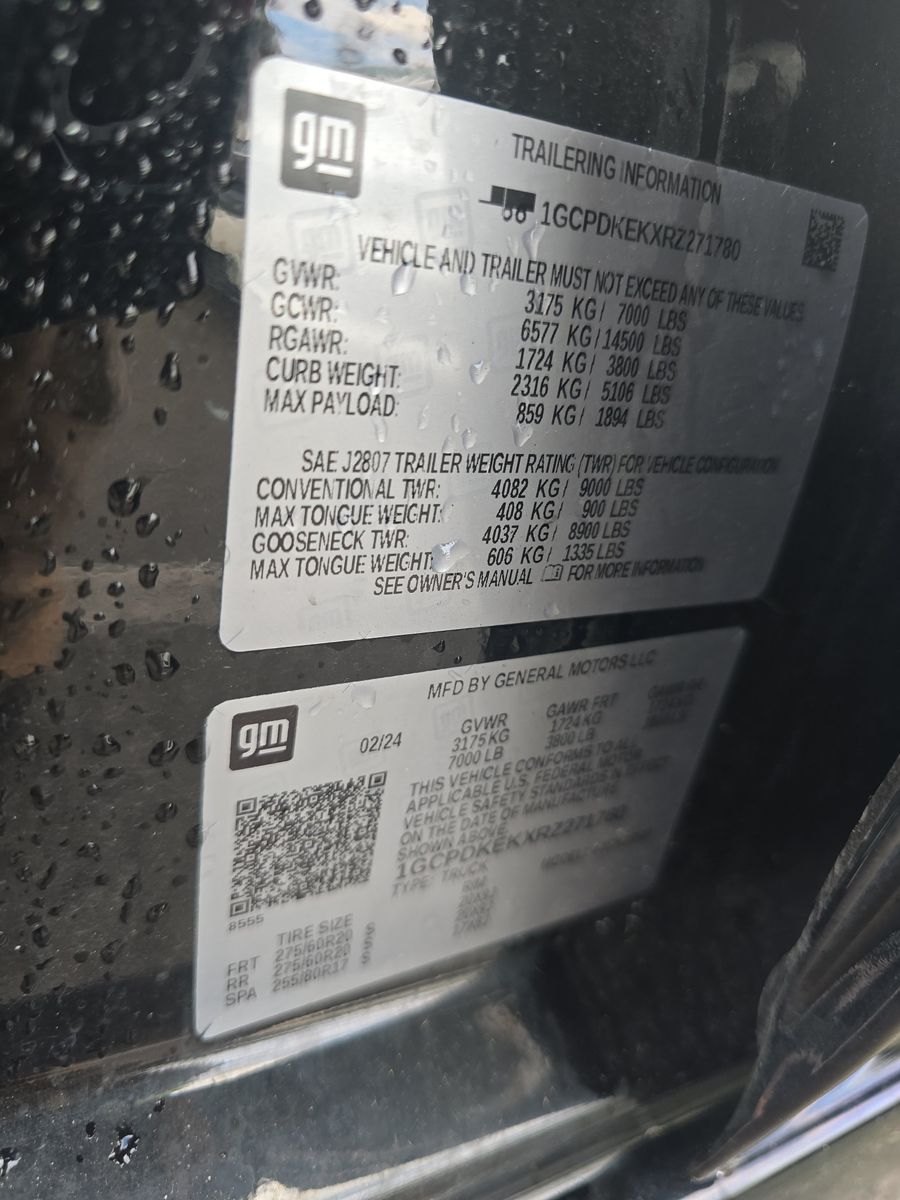 gm
TRAILERING INFORMATION
1GCPDKEKXRZ271780
VEHICLE AND TRAILER MUST NOT EXCEED ANY OF THESE VALUES
GVWR: 3175 KG / 7000 LBS
GCWR: 6577 KG / 14500 LBS
RGAWR: 1724 KG / 3800 LBS
CURB WEIGHT: 2316 KG / 5106 LBS
MAX PAYLOAD: 859 KG / 1894 LBS
SAE J2807 TRAILER WEIGHT RATING (TWR) FOR VEHICLE CONFIGURATION
CONVENTIONAL TWR: 4082 KG / 9000 LBS
MAX TONGUE WEIGHT: 408 KG / 900 LBS
GOOSENECK TWR: 4037 KG / 8900 LBS
MAX TONGUE WEIGHT: 606 KG / 1335 LBS
SEE OWNER'S MANUAL FOR MORE INFORMATION
gm
MFD BY GENERAL MOTORS LLC
02/24
GVWR GAWR FRT GAWR RR
3175 KG 1724 KG 1724 KG
7000 LB 3800 LB
THIS VEHICLE CONFORMS TO ALL
APPLICABLE U.S. FEDERAL MOTOR
VEHICLE SAFETY STANDARDS IN EFFECT
ON THE DATE OF MANUFACTURE
SHOWN ABOVE.
1GCPDKEKXRZ271780
TYPE: TRUCK MODEL:
8555
TIRE SIZE RIM
FRT 275/60R20 S
RR 275/60R20 S
SPA 255/80R17 S